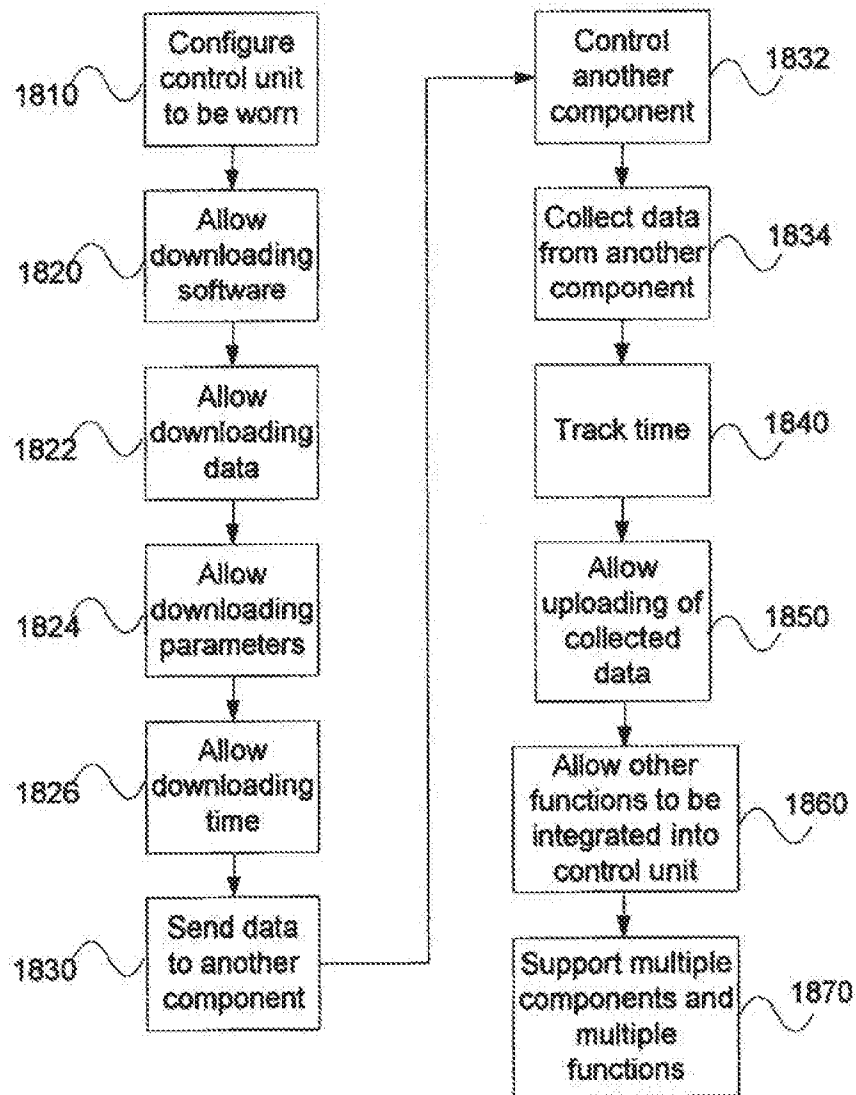 Configure
control unit
to be worn
1810
Allow
downloading
software
1820
Allow
downloading
data
1822
Allow
downloading
parameters
1824
Allow
downloading
time
1826
Send data
to another
component
1830
Control
another
component
1832
Collect data
from another
component
1834
Track time
1840
Allow
uploading of
collected
data
1850
Allow other
functions to be
integrated into
control unit
1860
Support multiple
components and
multiple
functions
1870